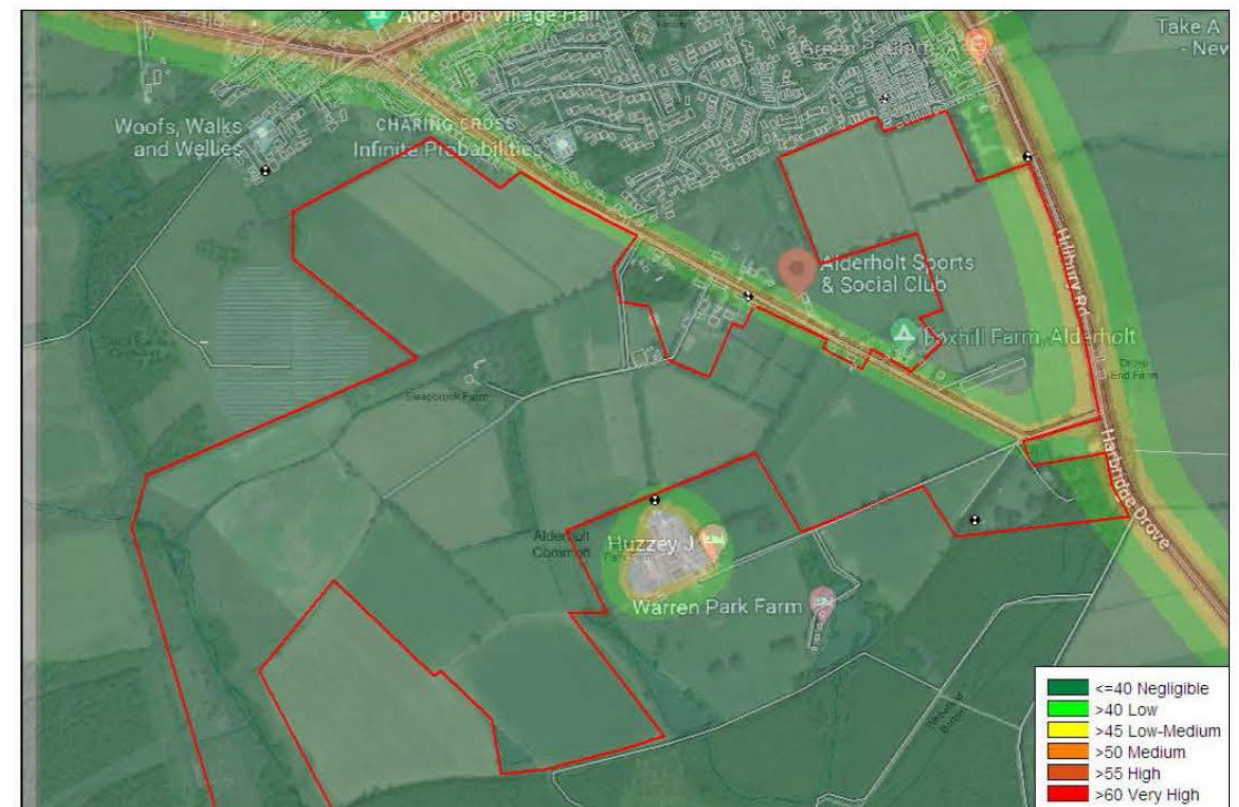 Alderholt Village Hall
Take A
- New
Woofs, Walks
and Wellies
CHARING CROSS
Infinite Probabilities
Hillbury Rd
Alderholt Sports
& Social Club
Foxhill Farm, Alderholt
Drove
End Farm
Sleapbrook Farm
Harbridge Drove
Alderholt
Common
Huzzey J
Warren Park Farm
<=40 Negligible
>40 Low
>45 Low-Medium
>50 Medium
>55 High
>60 Very High